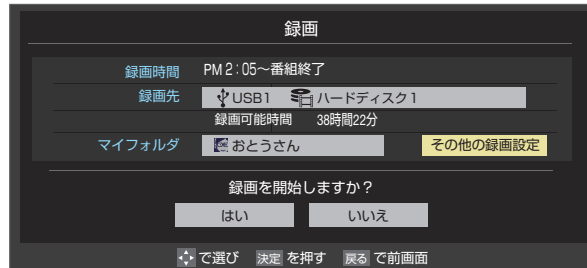 録画
録画時間 PM 2:05～番組終了
録画先 USB1 ハードディスク1
録画可能時間 38時間22分
マイフォルダ おとうさん その他の録画設定
録画を開始しますか？
はい いいえ
で選び 決定 を押す 戻る で前画面